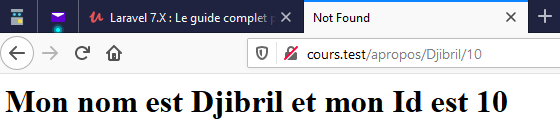 Laravel 7.X : Le guide complet
Not Found
cours.test/apropos/Djibril/10
Mon nom est Djibril et mon Id est 10